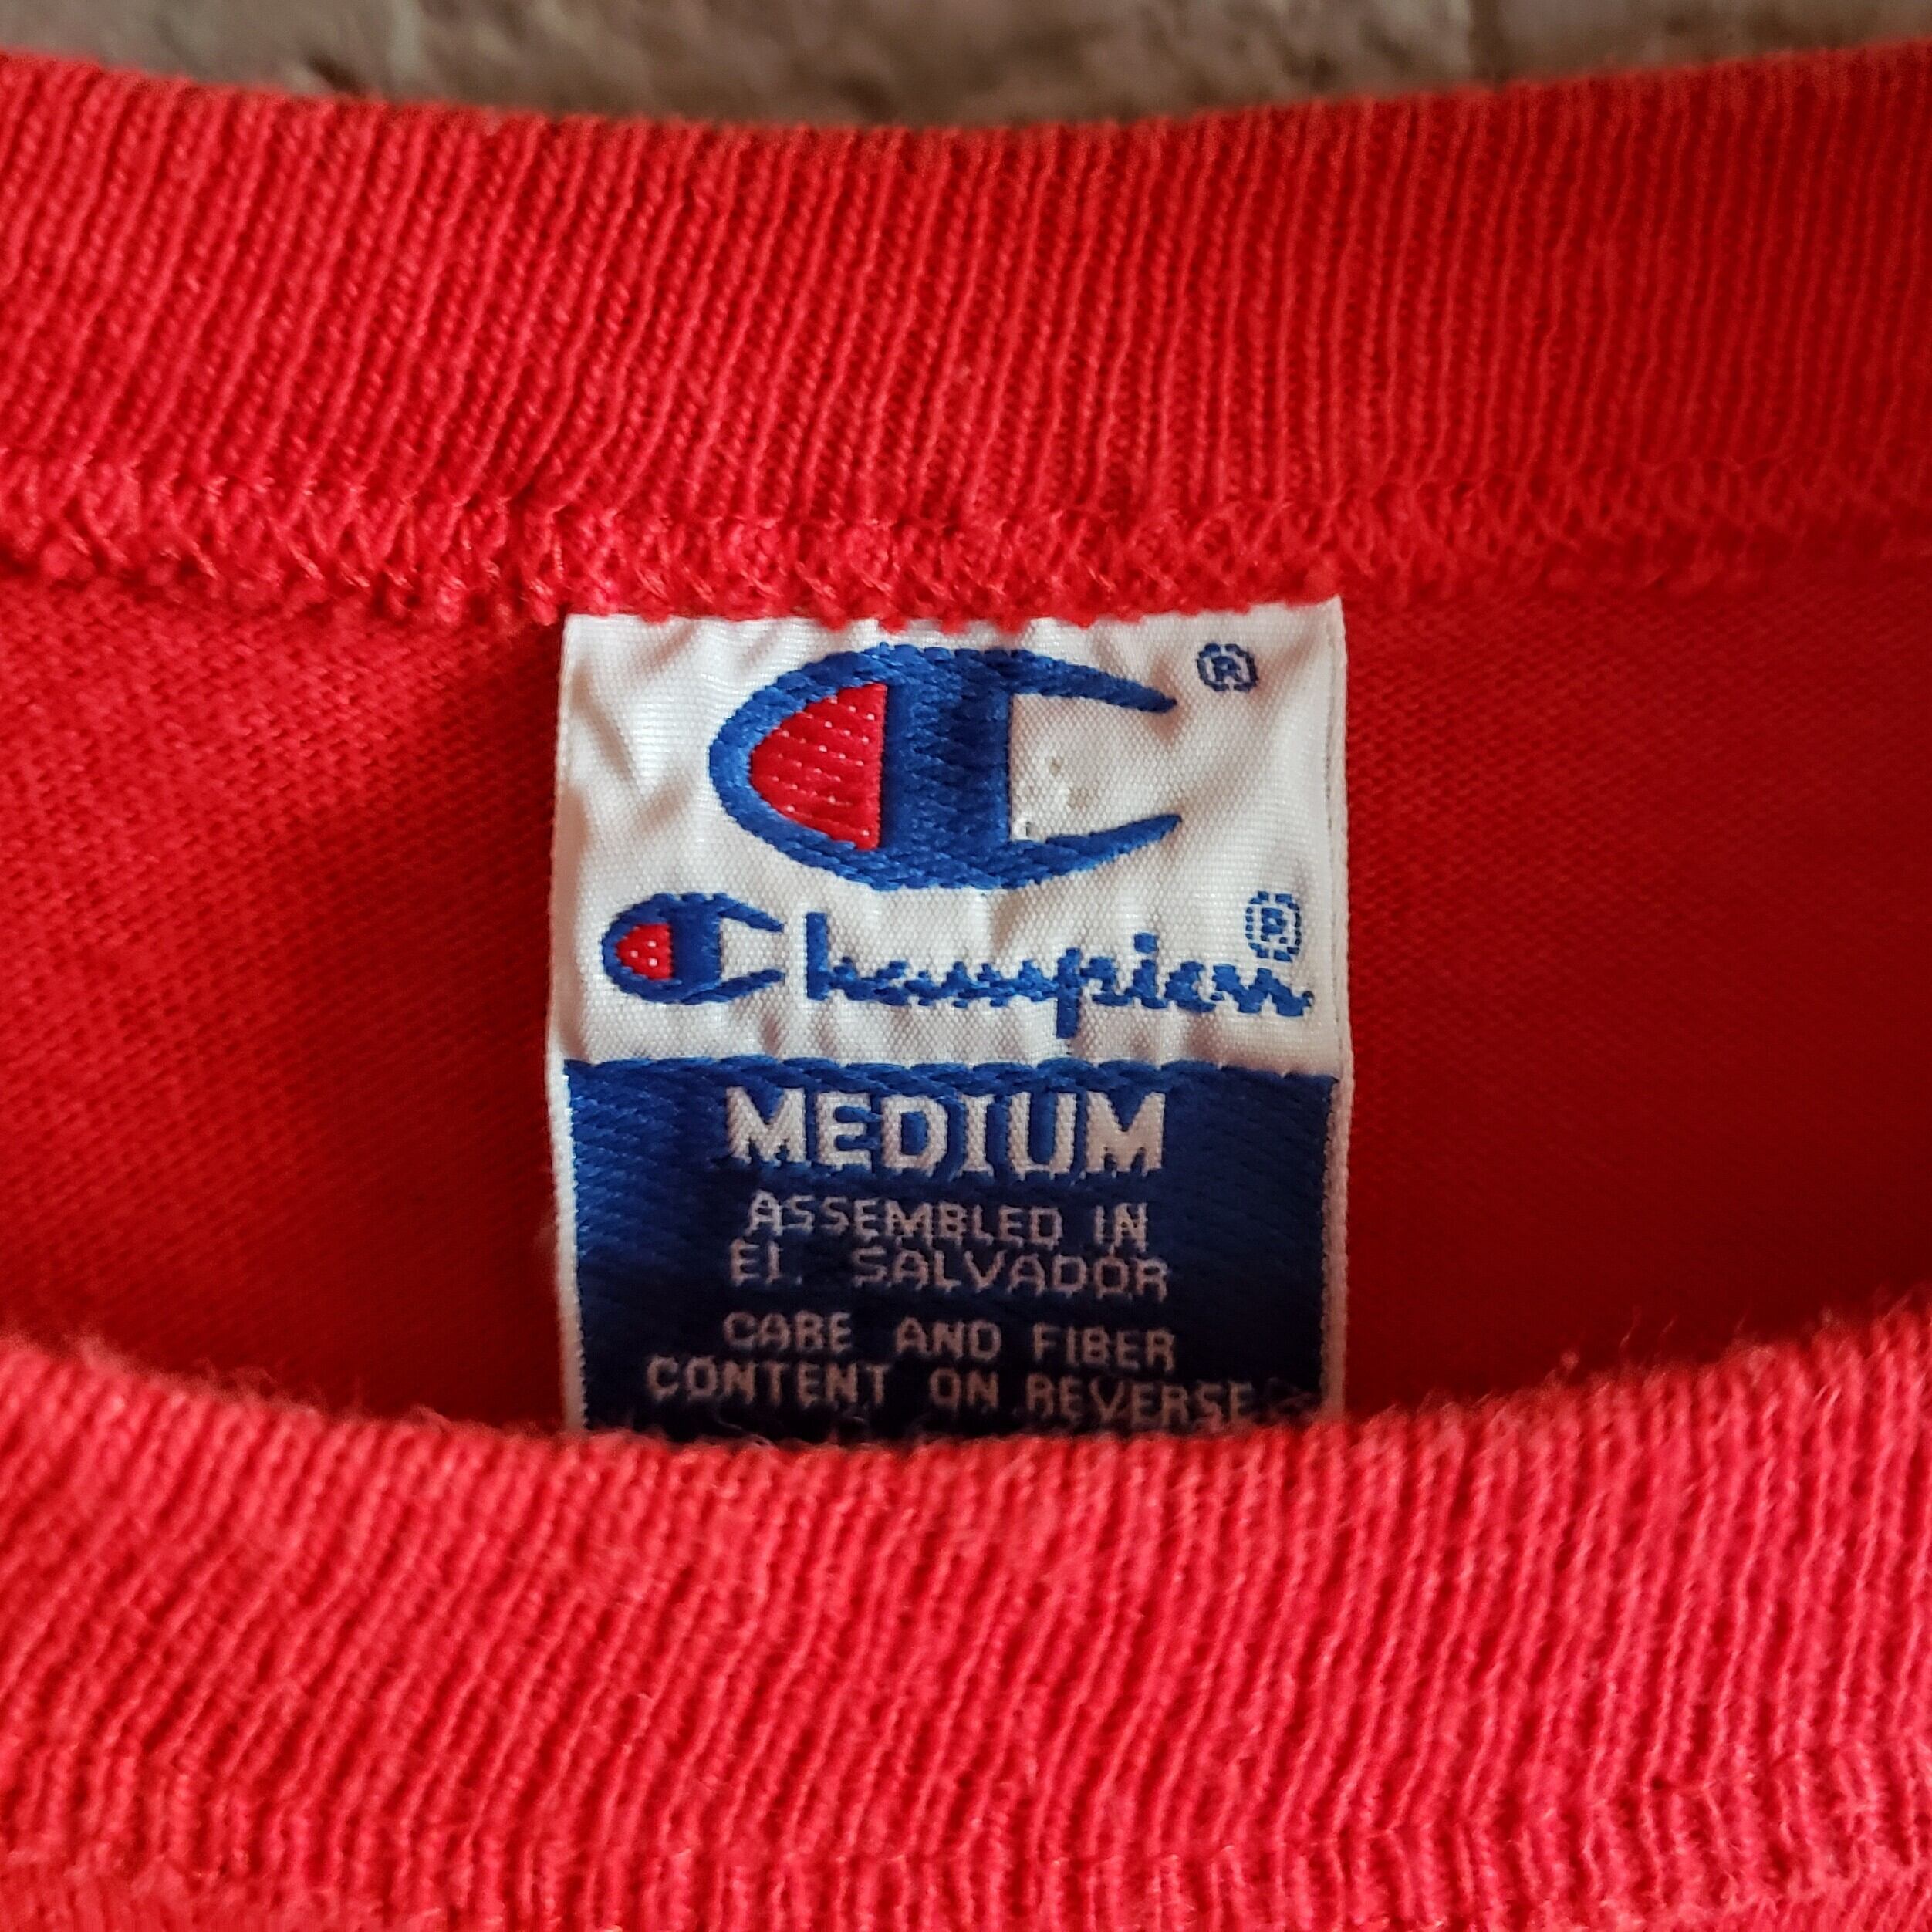 ®
Champion®
MEDIUM
ASSEMBLED IN
EL SALVADOR
CARE AND FIBER
CONTENT ON REVERSE